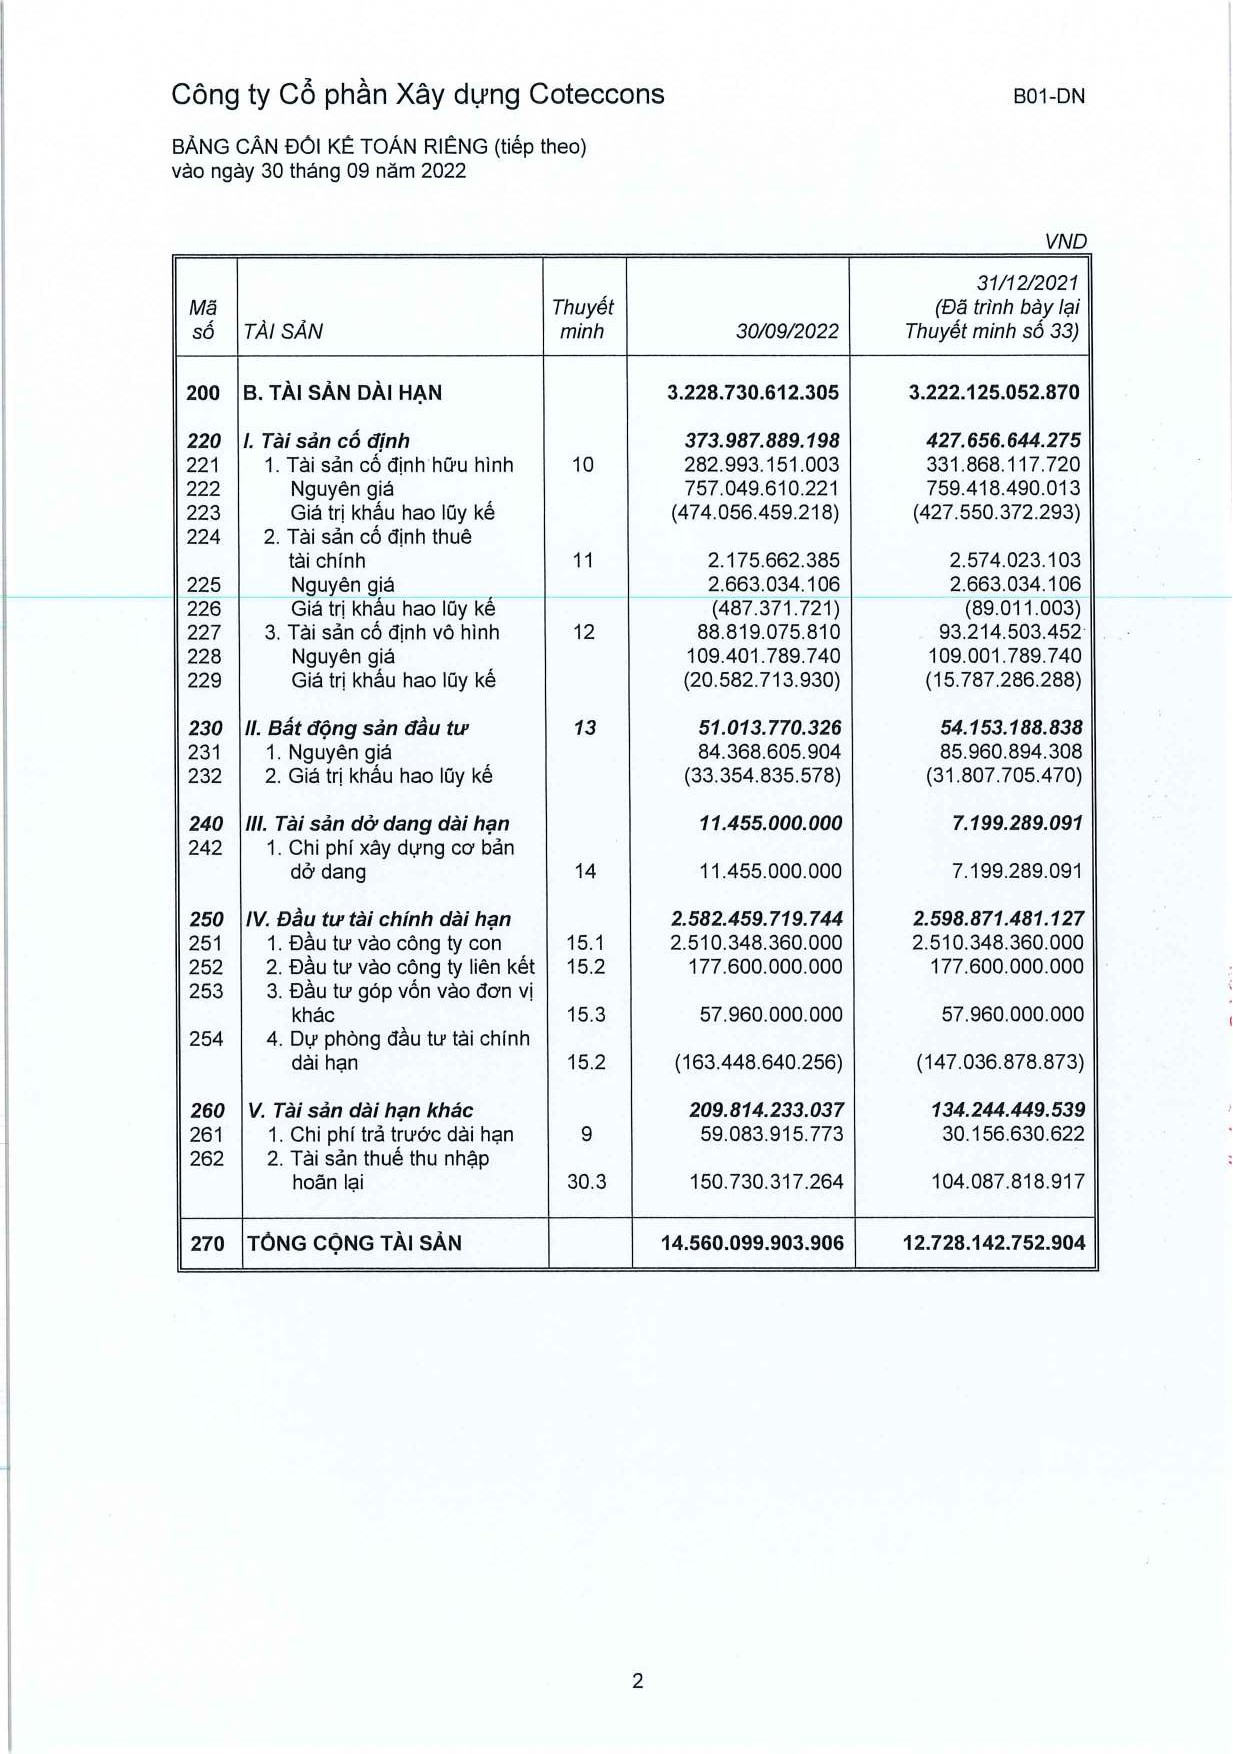 Công ty Cổ phần Xây dựng Coteccons B01-DN
BẢNG CÂN ĐỐI KẾ TOÁN RIÊNG (tiếp theo)
vào ngày 30 tháng 09 năm 2022
VND
31/12/2021
Mã Thuyết (Đã trình bày lại
số TÀI SẢN minh 30/09/2022 Thuyết minh số 33)
200 B. TÀI SẢN DÀI HẠN 3.228.730.612.305 3.222.125.052.870
220 I. Tài sản cố định 373.987.889.198 427.656.644.275
221 1. Tài sản cố định hữu hình 10 282.993.151.003 331.868.117.720
222 Nguyên giá 757.049.610.221 759.418.490.013
223 Giá trị khấu hao lũy kế (474.056.459.218) (427.550.372.293)
224 2. Tài sản cố định thuê
tài chính 11 2.175.662.385 2.574.023.103
225 Nguyên giá 2.663.034.106 2.663.034.106
226 Giá trị khấu hao lũy kế (487.371.721) (89.011.003)
227 3. Tài sản cố định vô hình 12 88.819.075.810 93.214.503.452
228 Nguyên giá 109.401.789.740 109.001.789.740
229 Giá trị khấu hao lũy kế (20.582.713.930) (15.787.286.288)
230 II. Bất động sản đầu tư 13 51.013.770.326 54.153.188.838
231 1. Nguyên giá 84.368.605.904 85.960.894.308
232 2. Giá trị khấu hao lũy kế (33.354.835.578) (31.807.705.470)
240 III. Tài sản dở dang dài hạn 11.455.000.000 7.199.289.091
242 1. Chi phí xây dựng cơ bản
dở dang 14 11.455.000.000 7.199.289.091
250 IV. Đầu tư tài chính dài hạn 2.582.459.719.744 2.598.871.481.127
251 1. Đầu tư vào công ty con 15.1 2.510.348.360.000 2.510.348.360.000
252 2. Đầu tư vào công ty liên kết 15.2 177.600.000.000 177.600.000.000
253 3. Đầu tư góp vốn vào đơn vị
khác 15.3 57.960.000.000 57.960.000.000
254 4. Dự phòng đầu tư tài chính
dài hạn 15.2 (163.448.640.256) (147.036.878.873)
260 V. Tài sản dài hạn khác 209.814.233.037 134.244.449.539
261 1. Chi phí trả trước dài hạn 9 59.083.915.773 30.156.630.622
262 2. Tài sản thuế thu nhập
hoãn lại 30.3 150.730.317.264 104.087.818.917
270 TỔNG CỘNG TÀI SẢN 14.560.099.903.906 12.728.142.752.904
2